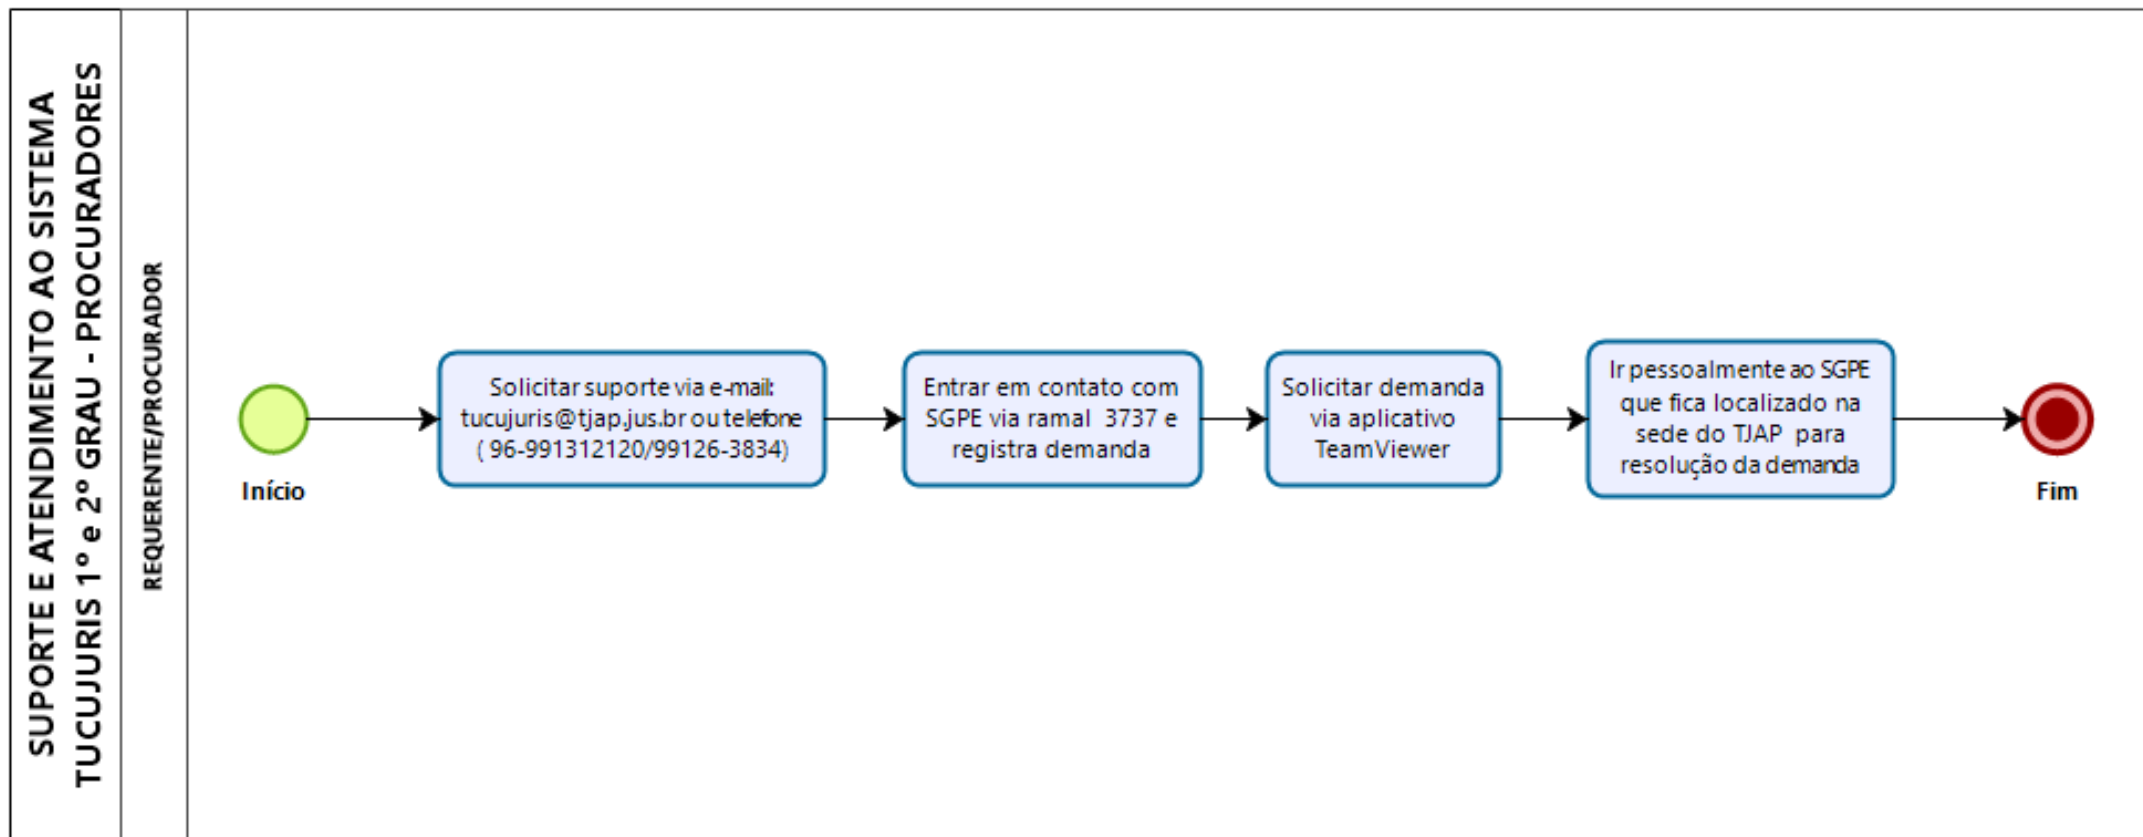 SUPORTE E ATENDIMENTO AO SISTEMA
TUCUJURIS 1º e 2º GRAU - PROCURADORES
REQUERENTE/PROCURADOR
Início
Solicitar suporte via e-mail:
tucujuris@tjap.jus.br ou telefone
( 96-991312120/99126-3834)
Entrar em contato com
SGPE via ramal 3737 e
registra demanda
Solicitar demanda
via aplicativo
TeamViewer
Ir pessoalmente ao SGPE
que fica localizado na
sede do TJAP para
resolução da demanda
Fim